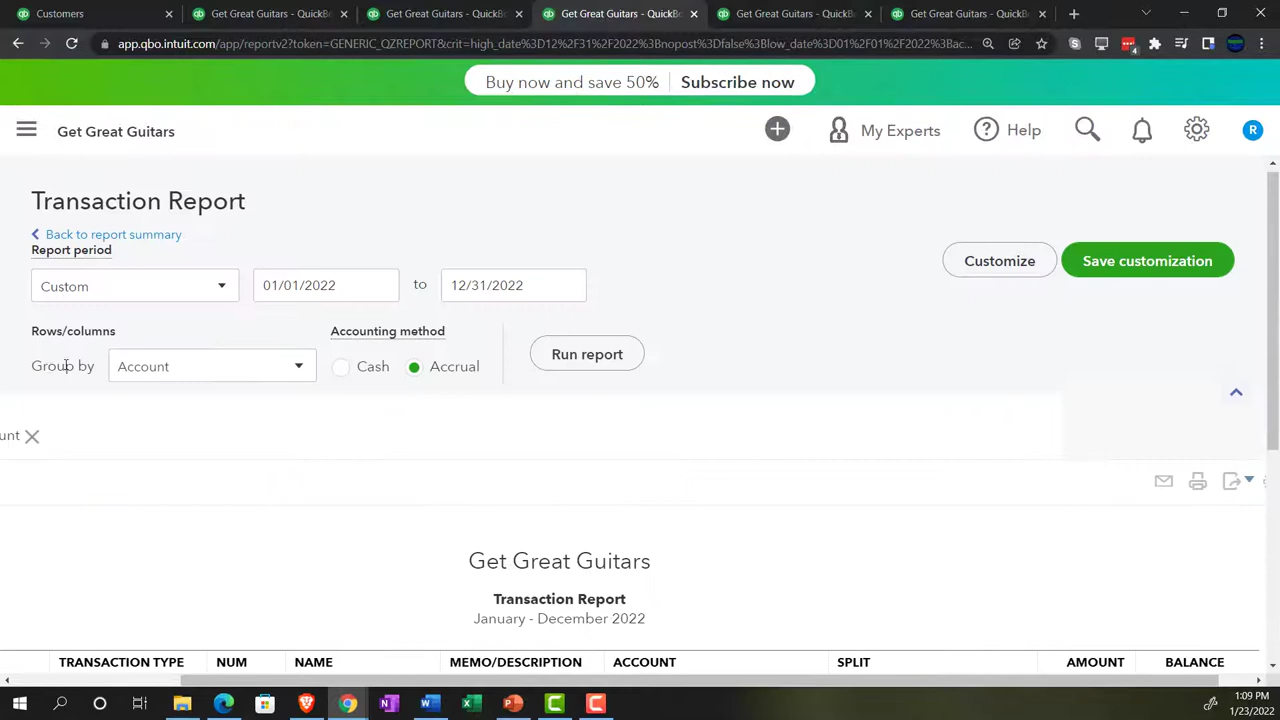 Customers
Get Great Guitars - QuickB
Get Great Guitars - QuickBo
Get Great Guitars - QuickBo
Get Great Guitars - QuickBo
Get Great Guitars - QuickBo
app.qbo.intuit.com/app/reportv2?token=GENERIC_QZREPORT&crit=high_date%3D12%2F31%2F2022%3Bnopost%3Dfalse%3Blow_date%3D01%2F01%2F2022%3Bac...
4
Buy now and save 50% Subscribe now
Get Great Guitars
My Experts
Help
R
Transaction Report
Back to report summary
Report period
Custom
01/01/2022
to
12/31/2022
Customize
Save customization
Rows/columns
Accounting method
Group by
Account
Cash
Accrual
Run report
unt
Get Great Guitars
Transaction Report
January - December 2022
TRANSACTION TYPE NUM NAME MEMO/DESCRIPTION ACCOUNT SPLIT AMOUNT BALANCE
1:09 PM
1/23/2022